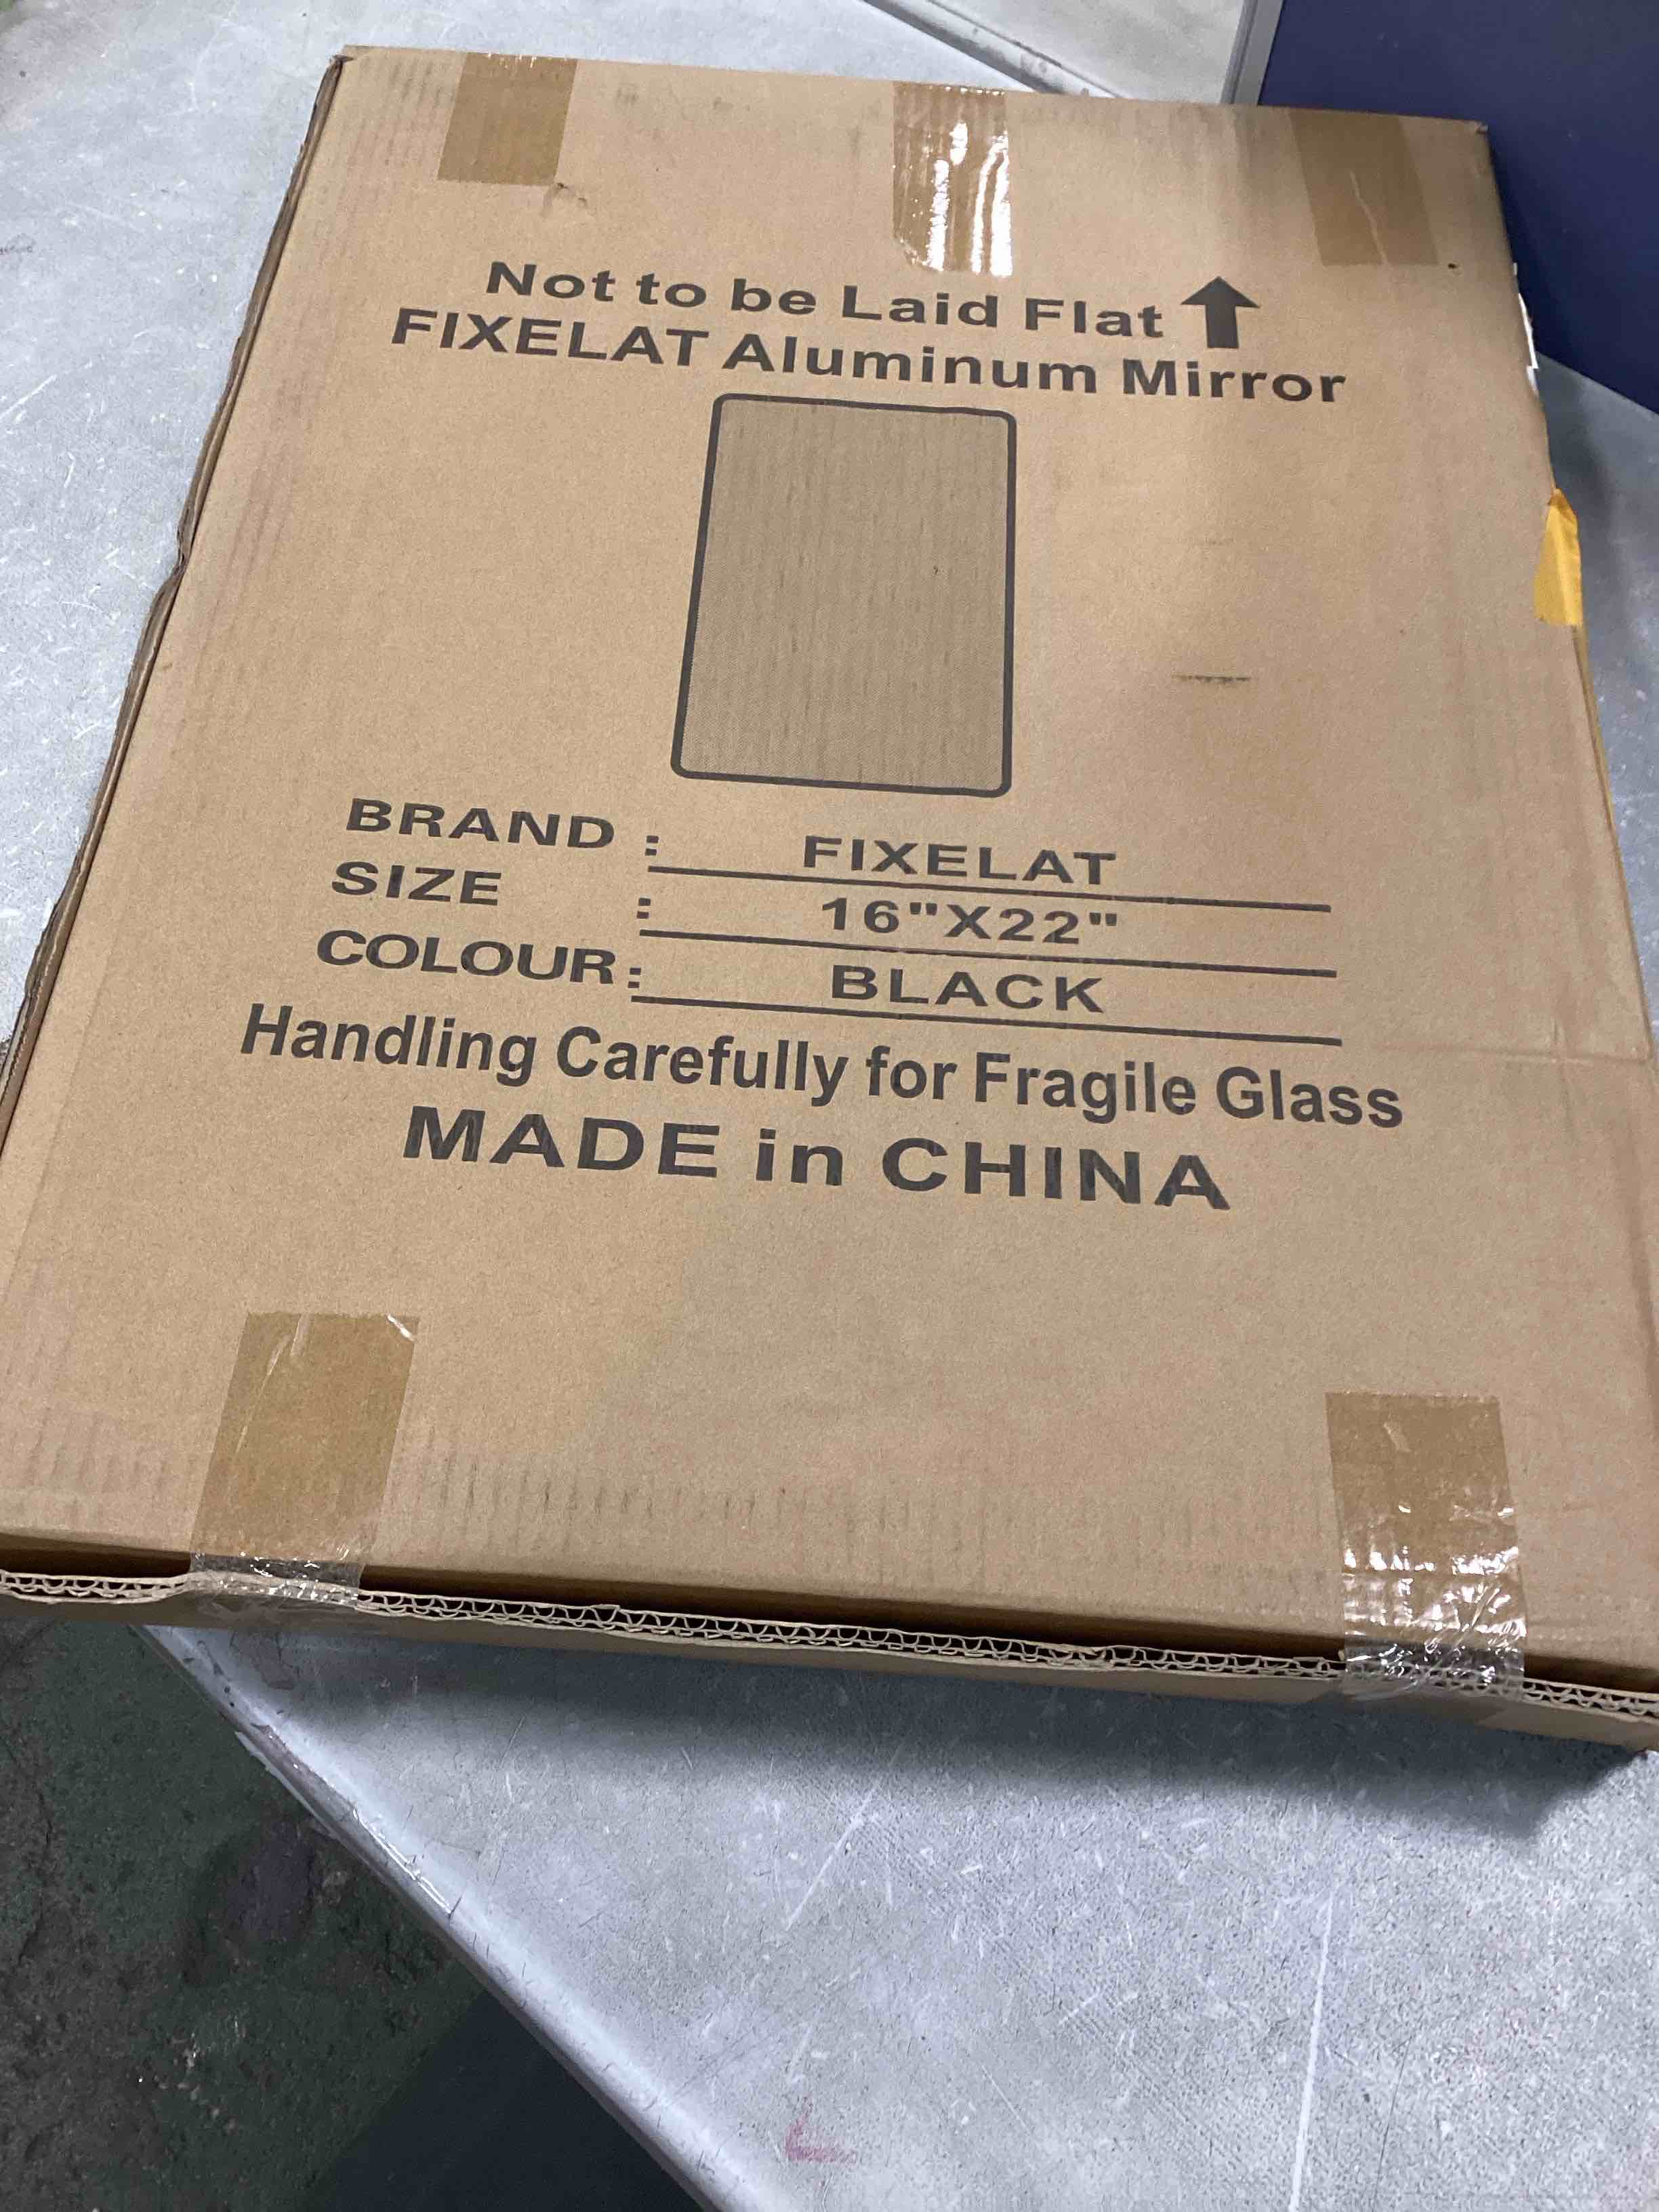 Not to be Laid Flat
FIXELAT Aluminum Mirror
BRAND : FIXELAT
SIZE : 16"X22"
COLOUR: BLACK
Handling Carefully for Fragile Glass
MADE in CHINA